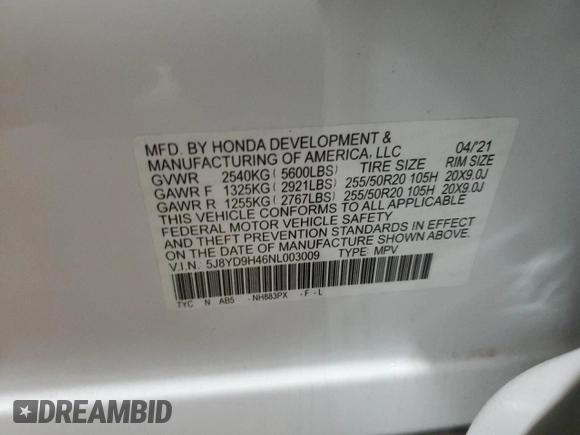 MFD. BY HONDA DEVELOPMENT & 04/'21
MANUFACTURING OF AMERICA, LLC
TIRE SIZE RIM SIZE
GVWR 2540KG ( 5600LBS)
GAWR F 1325KG ( 2921LBS) 255/50R20 105H 20X9.0J
GAWR R 1255KG ( 2767LBS) 255/50R20 105H 20X9.0J
THIS VEHICLE CONFORMS TO ALL APPLICABLE
FEDERAL MOTOR VEHICLE SAFETY
AND THEFT PREVENTION STANDARDS IN EFFECT
ON THE DATE OF MANUFACTURE SHOWN ABOVE.
V.I.N.: 5J8YD9H46NL003009 TYPE: MPV
TYC N AB5 - NH883PX - F - L
DREAMBID